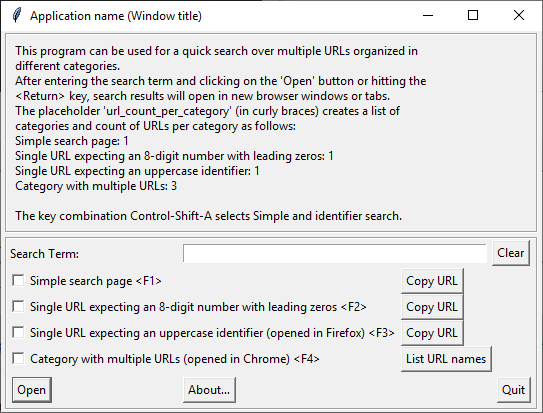 Application name (Window title)
This program can be used for a quick search over multiple URLs organized in
different categories.
After entering the search term and clicking on the 'Open' button or hitting the
<Return> key, search results will open in new browser windows or tabs.
The placeholder 'url_count_per_category' (in curly braces) creates a list of
categories and count of URLs per category as follows:
Simple search page: 1
Single URL expecting an 8-digit number with leading zeros: 1
Single URL expecting an uppercase identifier: 1
Category with multiple URLs: 3
The key combination Control-Shift-A selects Simple and identifier search.
Search Term: Clear
Simple search page <F1> Copy URL
Single URL expecting an 8-digit number with leading zeros <F2> Copy URL
Single URL expecting an uppercase identifier (opened in Firefox) <F3> Copy URL
Category with multiple URLs (opened in Chrome) <F4> List URL names
Open About... Quit